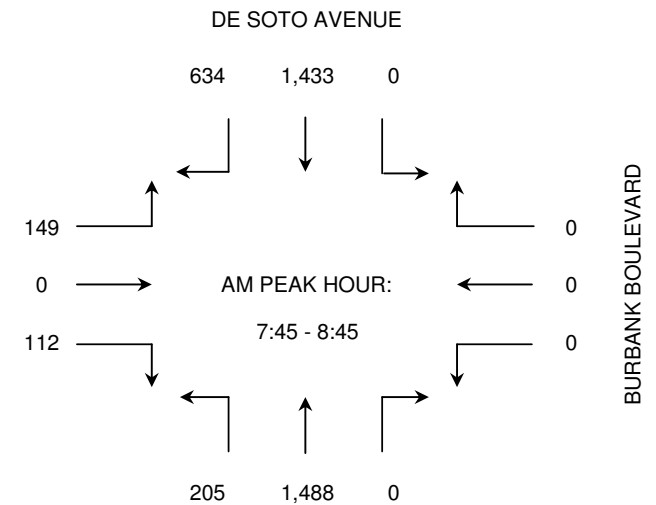 DE SOTO AVENUE
634 1,433 0
149 0
0 AM PEAK HOUR: 0
7:45 - 8:45
112 0
BURBANK BOULEVARD
205 1,488 0